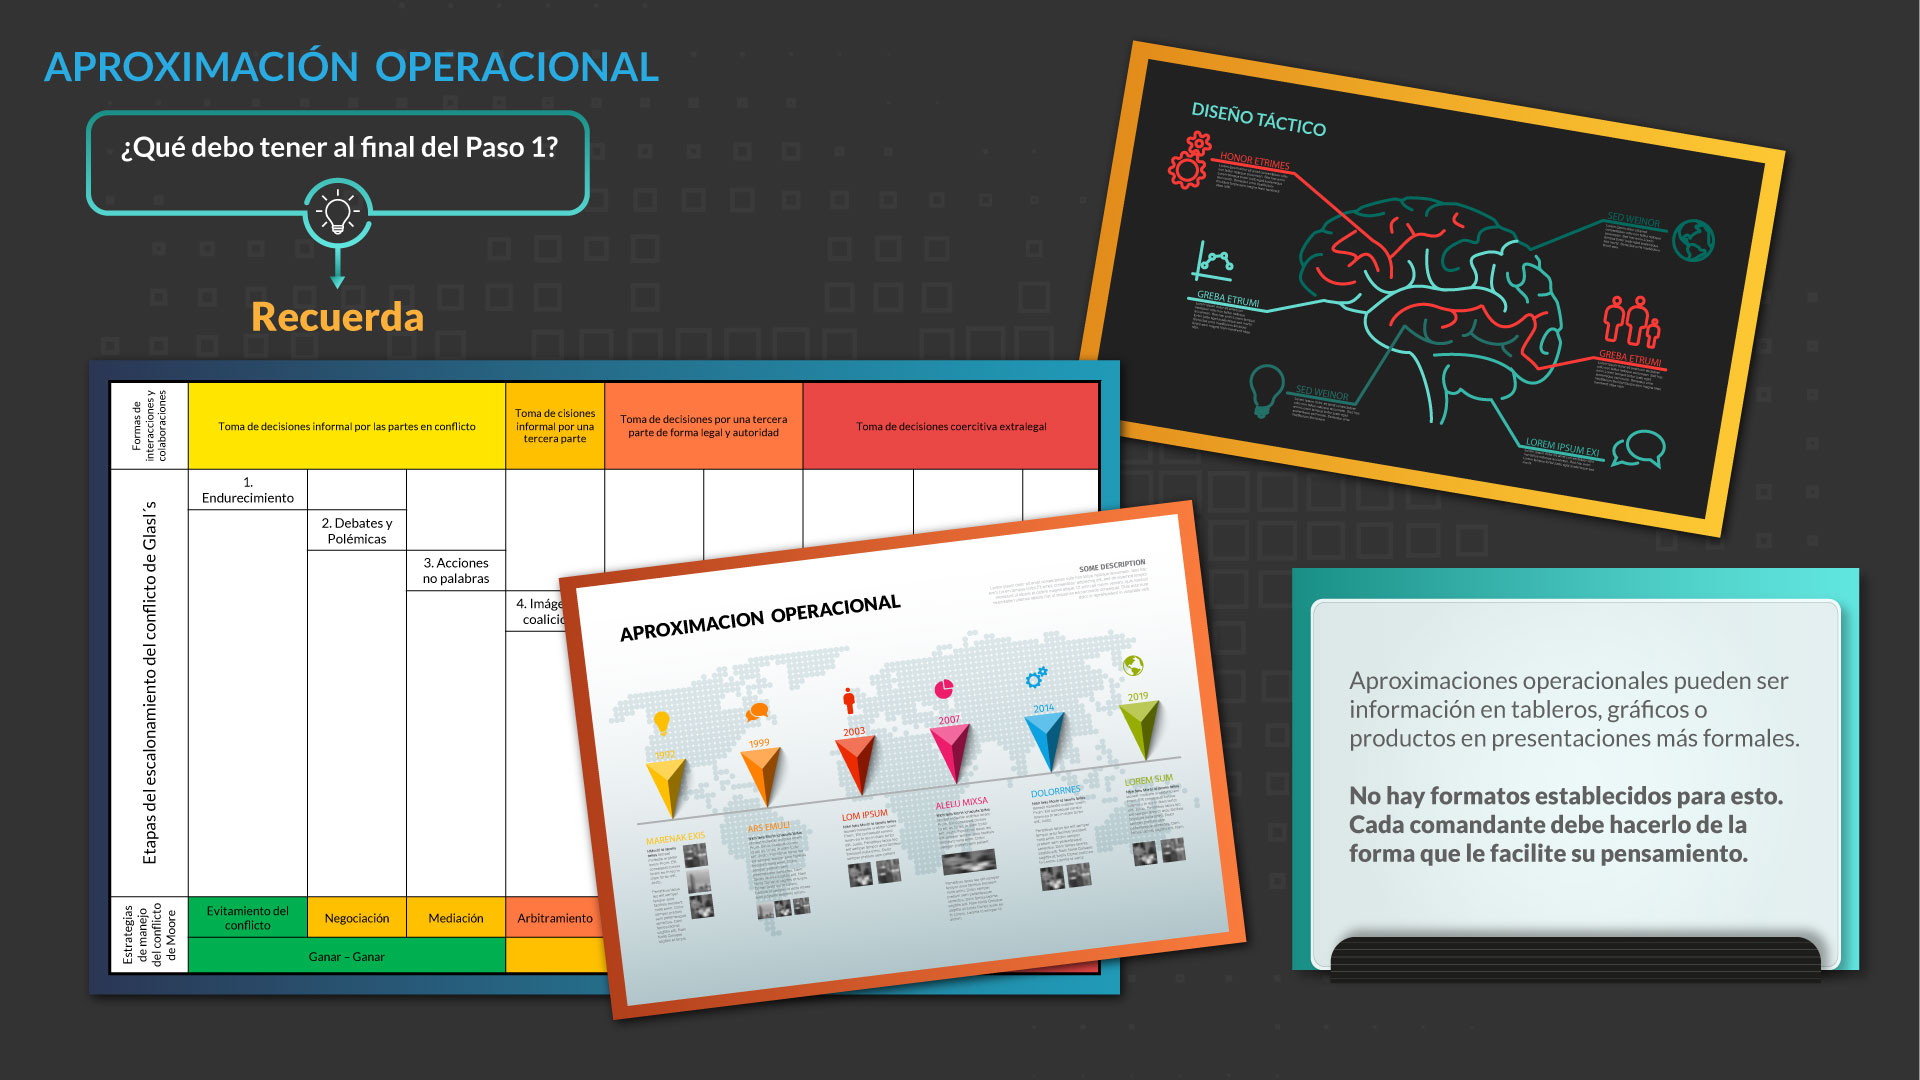 APROXIMACIÓN OPERACIONAL
¿Qué debo tener al final del Paso 1?
Recuerda
Formas de
interacciones y
colaboraciones
Toma de decisiones informal por las partes en conflicto
Toma de cisiones
informal por una
tercera parte
Toma de decisiones por una tercera
parte de forma legal y autoridad
Toma de decisiones coercitiva extralegal
Etapas del escalonamiento del conflicto de Glasl´s
1.
Endurecimiento
2. Debates y
Polémicas
3. Acciones
no palabras
4.
Estrategias
de manejo
del conflicto
de Moore
Evitamiento del
conflicto
Negociación
Mediación
Arbitramiento
Ganar – Ganar
DISEÑO TÁCTICO
HONOR ETRIMES
SED WEINOR
GREBA ETRUMI
GREBA ETRUMI
SED WEINOR
LOREM IPSUM EXI
APROXIMACION OPERACIONAL
SOME DESCRIPTION
1992
1999
2003
2007
2014
2019
MARENAK EXIS
ARS EMULI
LOM IPSUM
ALELU MIXSA
DOLORRNES
LOREM SUM
Aproximaciones operacionales pueden ser
información en tableros, gráficos o
productos en presentaciones más formales.
No hay formatos establecidos para esto.
Cada comandante debe hacerlo de la
forma que le facilite su pensamiento.